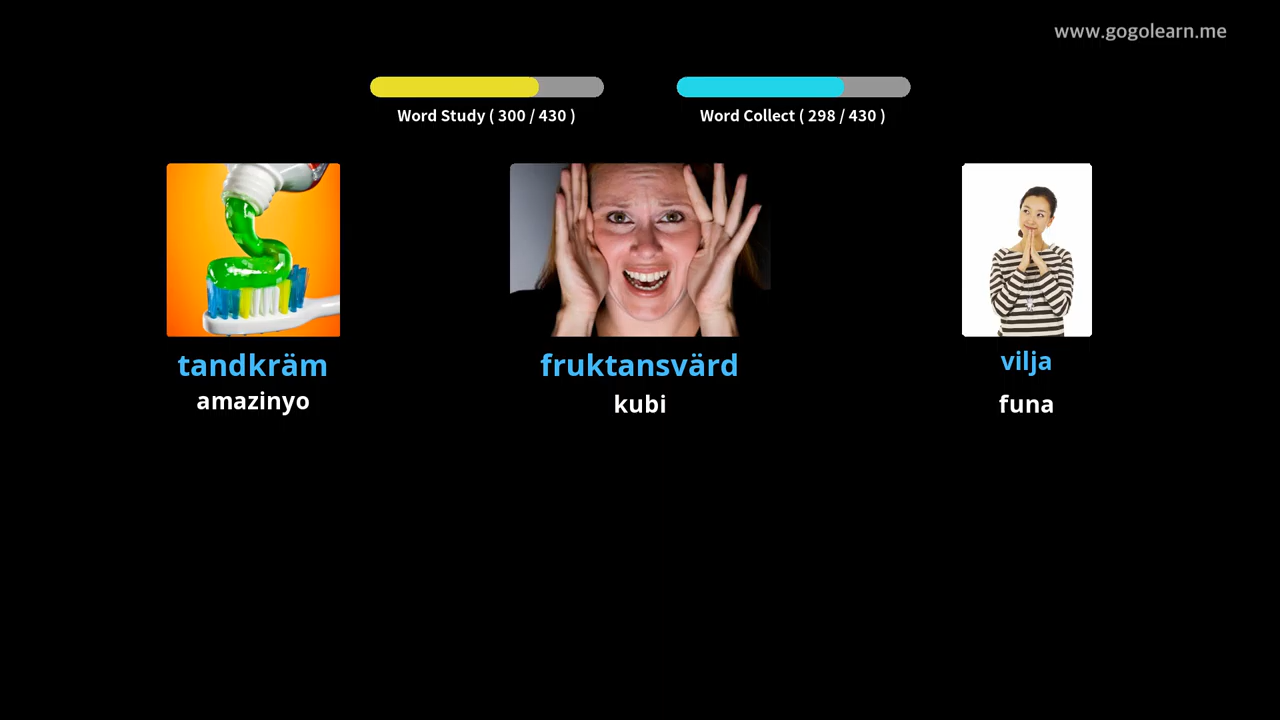 www.gogolearn.me
Word Study ( 300 / 430 )
Word Collect ( 298 / 430 )
tandkräm
amazinyo
fruktansvärd
kubi
vilja
funa